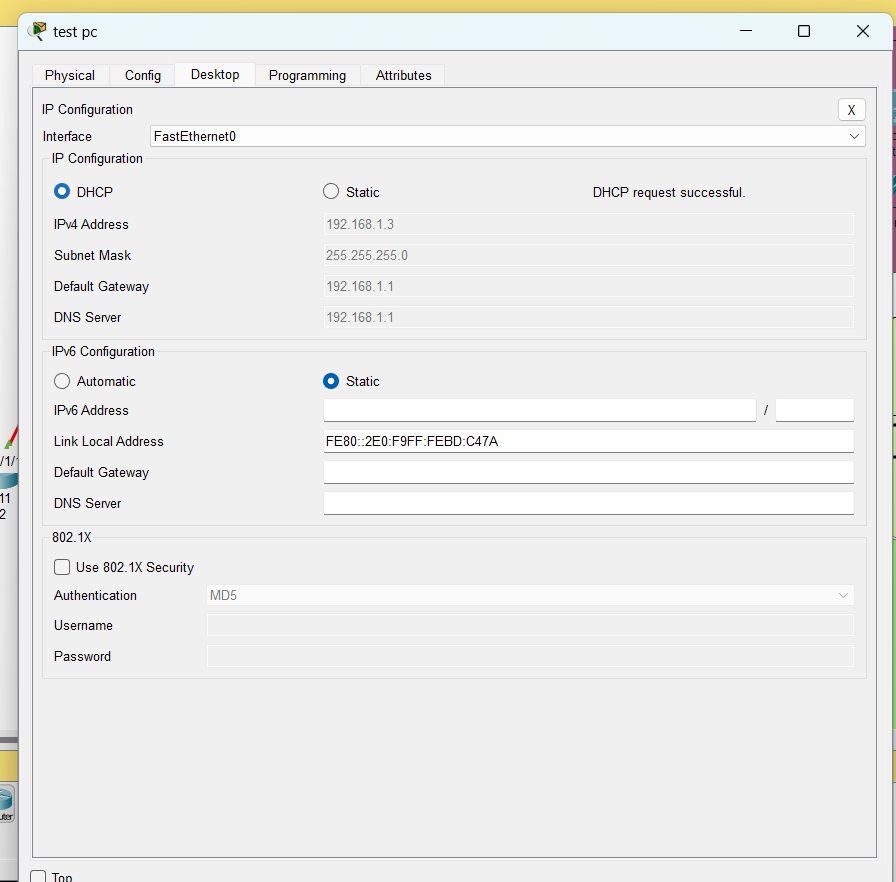 test pc
Physical Config Desktop Programming Attributes
IP Configuration X
Interface FastEthernet0
IP Configuration
DHCP Static DHCP request successful.
IPv4 Address 192.168.1.3
Subnet Mask 255.255.255.0
Default Gateway 192.168.1.1
DNS Server 192.168.1.1
IPv6 Configuration
Automatic Static
IPv6 Address /
Link Local Address FE80::2E0:F9FF:FEBD:C47A
Default Gateway
DNS Server
/1/
11
2
802.1X
Use 802.1X Security
Authentication MD5
Username
Password
uter
Top